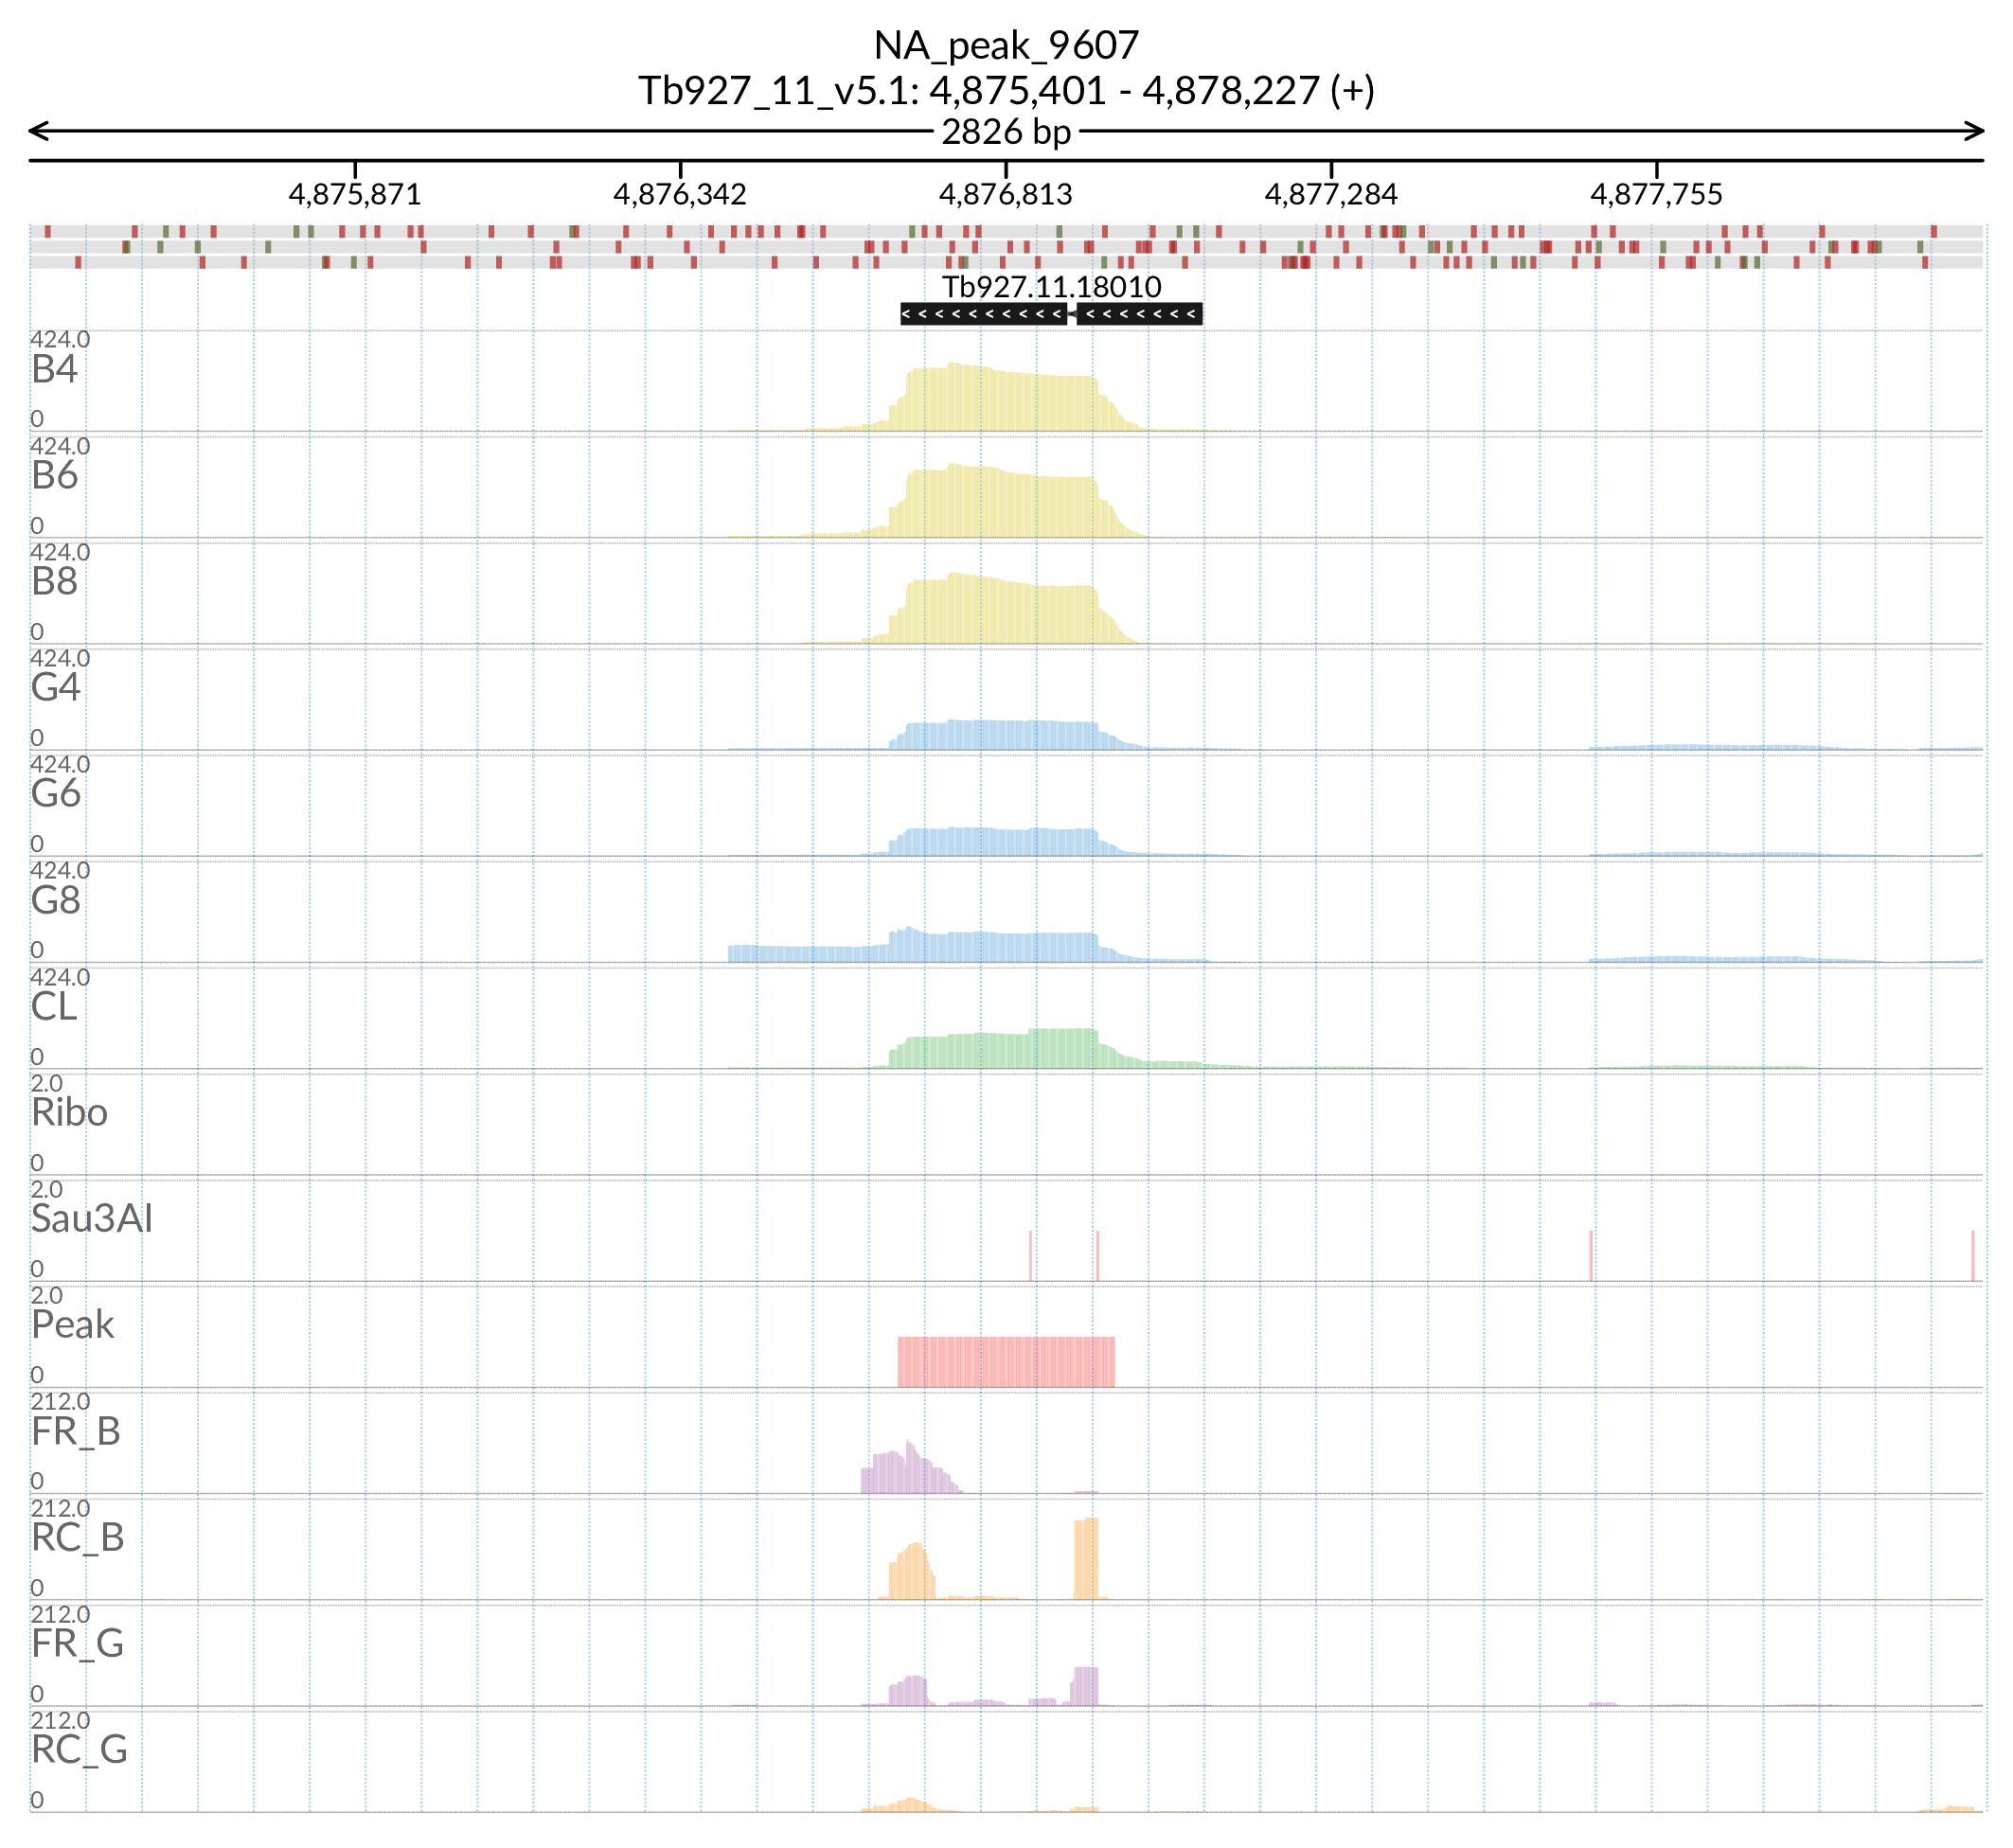 NA_peak_9607
Tb927_11_v5.1: 4,875,401 - 4,878,227 (+)
2826 bp
4,875,871 4,876,342 4,876,813 4,877,284 4,877,755
Tb927.11.18010
424.0
B4
0
424.0
B6
0
424.0
B8
0
424.0
G4
0
424.0
G6
0
424.0
G8
0
424.0
CL
0
2.0
Ribo
0
2.0
Sau3AI
0
2.0
Peak
0
212.0
FR_B
0
212.0
RC_B
0
212.0
FR_G
0
212.0
RC_G
0